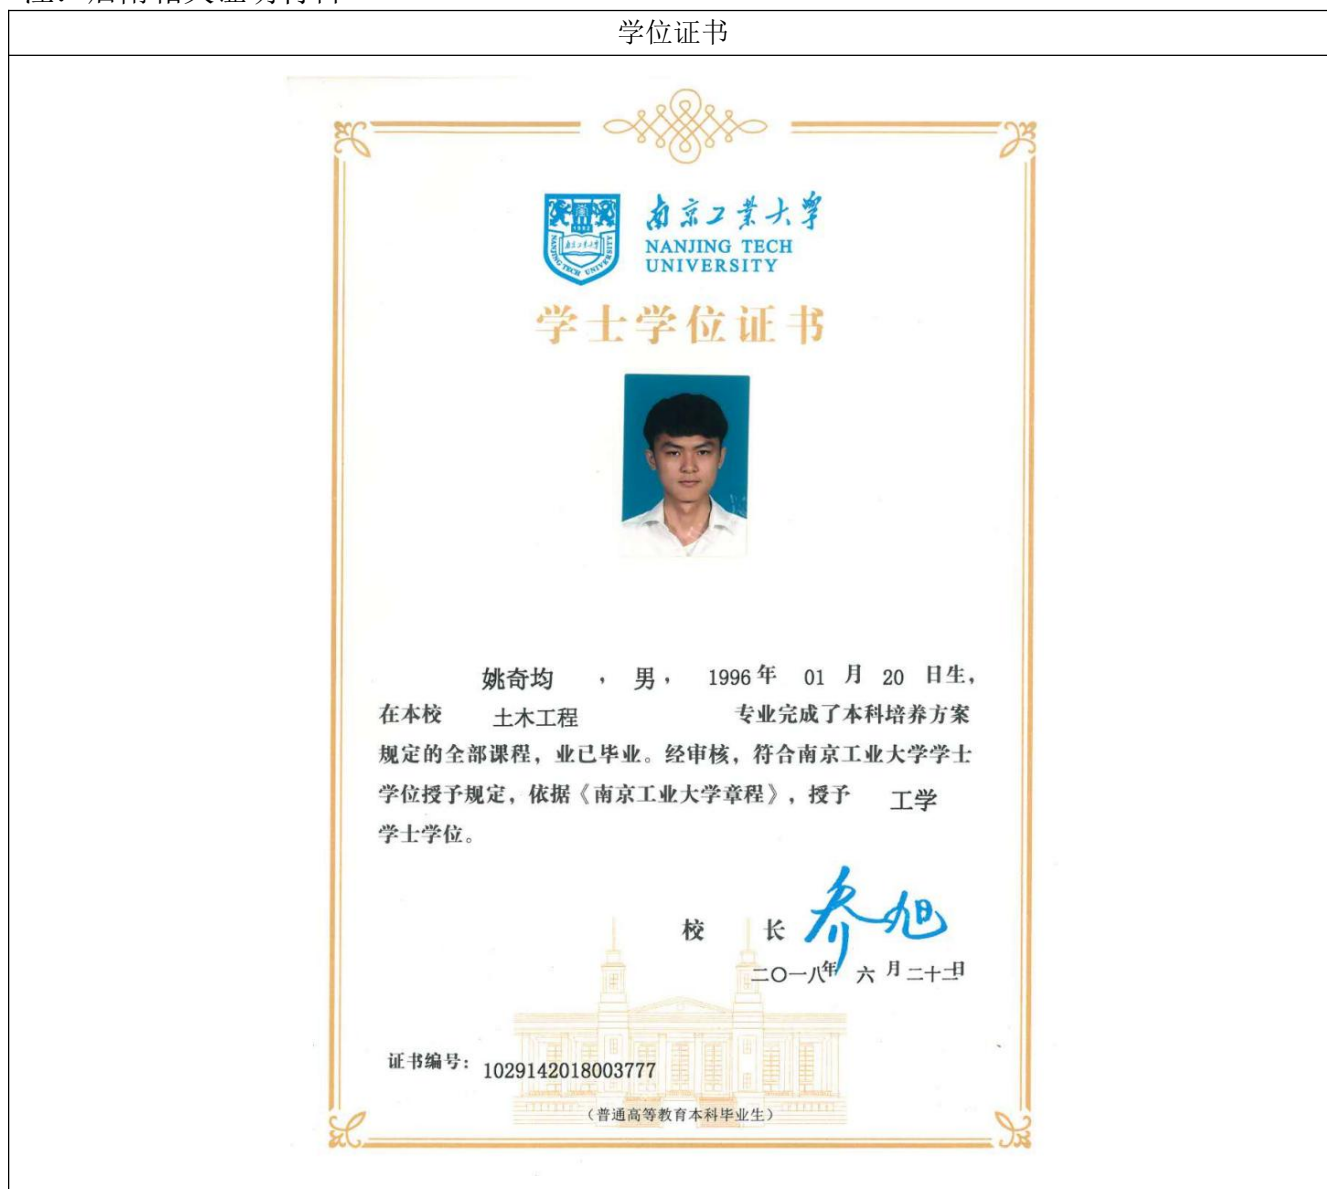 学位证书
南京工业大学
NANJING TECH
UNIVERSITY
学士学位证书
姚奇均 , 男, 1996年 01 月 20 日生,
在本校 土木工程 专业完成了本科培养方案
规定的全部课程, 业已毕业。经审核, 符合南京工业大学学士
学位授予规定, 依据《南京工业大学章程》, 授予 工学
学士学位。
校 长
二〇一八年 六 月二十二日
证书编号: 1029142018003777
(普通高等教育本科毕业生)